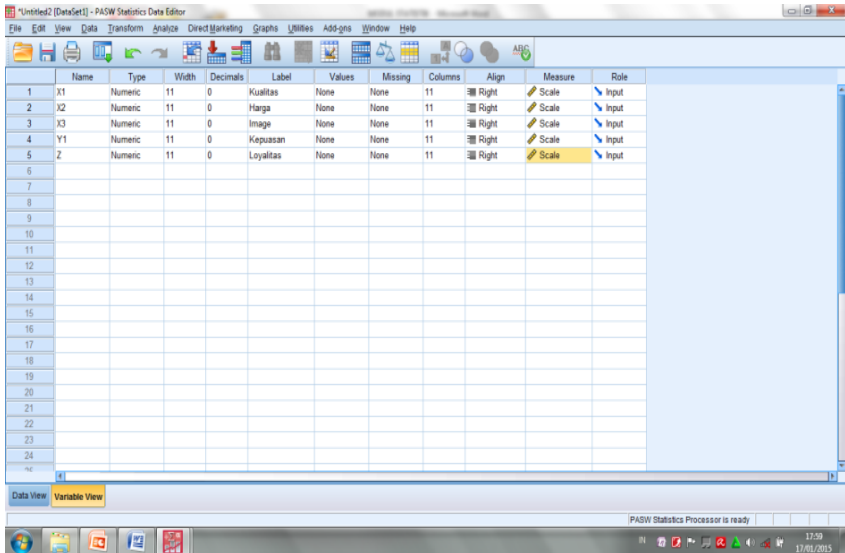 *Untitled2 [DataSet1] - PASW Statistics Data Editor
File Edit View Data Transform Analyze Direct Marketing Graphs Utilities Add-ons Window Help
Name Type Width Decimals Label Values Missing Columns Align Measure Role
1 X1 Numeric 11 0 Kualitas None None 11 Right Scale Input
2 X2 Numeric 11 0 Harga None None 11 Right Scale Input
3 X3 Numeric 11 0 Image None None 11 Right Scale Input
4 Y1 Numeric 11 0 Kepuasan None None 11 Right Scale Input
5 Z Numeric 11 0 Loyalitas None None 11 Right Scale Input
6
7
8
9
10
11
12
13
14
15
16
17
18
19
20
21
22
23
24
Data View Variable View
PASW Statistics Processor is ready
IN 17:59
17/01/2015